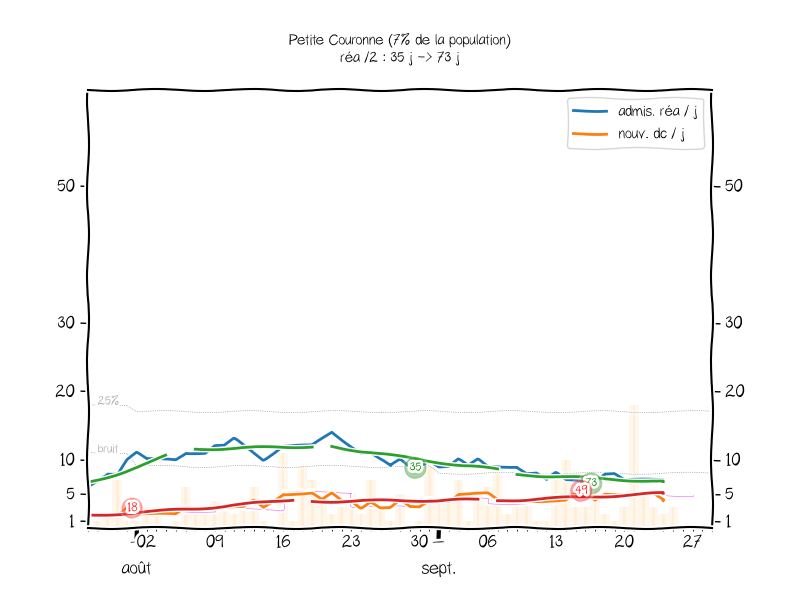 Petite Couronne (7% de la population)
réa /2 : 35 j -> 73 j
admis. réa / j
nouv. dc / j
50 50
30 30
20 20
25%
bruit
10 10
35
73
5 49 5
18
1 1
02 09 16 23 30 06 13 20 27
août sept.